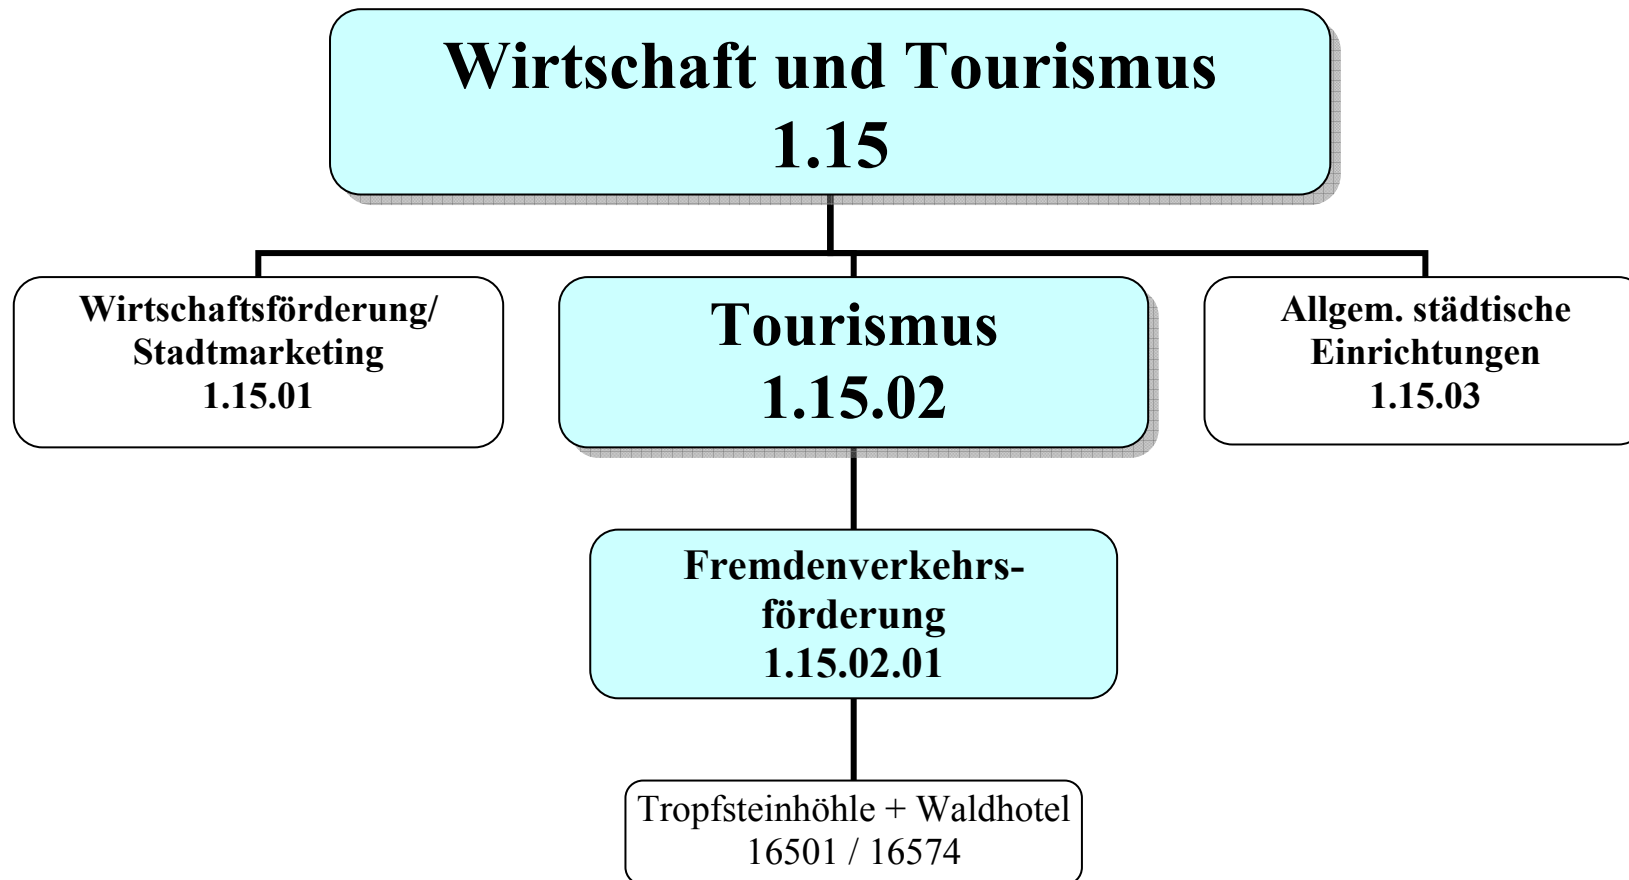 Wirtschaft und Tourismus
1.15
Wirtschaftsförderung/
Stadtmarketing
1.15.01
Tourismus
1.15.02
Allgem. städtische
Einrichtungen
1.15.03
Fremdenverkehrs-
förderung
1.15.02.01
Tropfsteinhöhle + Waldhotel
16501 / 16574